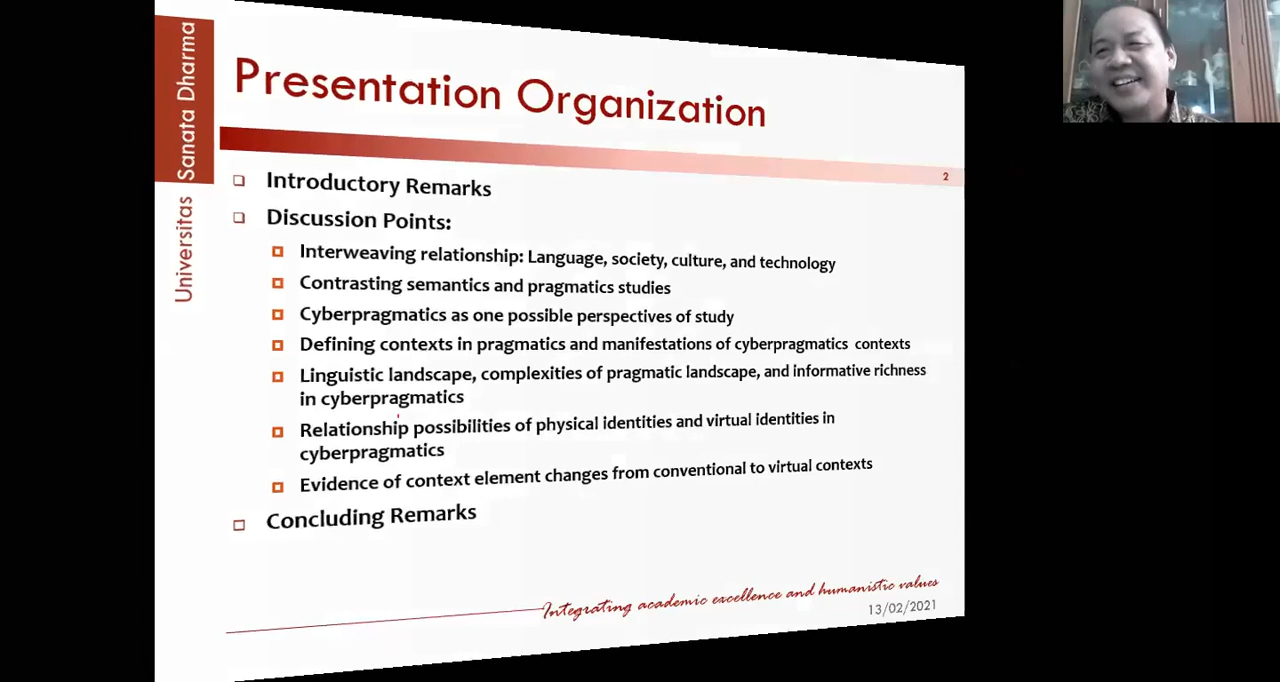 Universitas Sanata Dharma
Presentation Organization
2
Introductory Remarks
Discussion Points:
Interweaving relationship: Language, society, culture, and technology
Contrasting semantics and pragmatics studies
Cyberpragmatics as one possible perspectives of study
Defining contexts in pragmatics and manifestations of cyberpragmatics contexts
Linguistic landscape, complexities of pragmatic landscape, and informative richness
in cyberpragmatics
Relationship possibilities of physical identities and virtual identities in
cyberpragmatics
Evidence of context element changes from conventional to virtual contexts
Concluding Remarks
Integrating academic excellence and humanistic values
13/02/2021